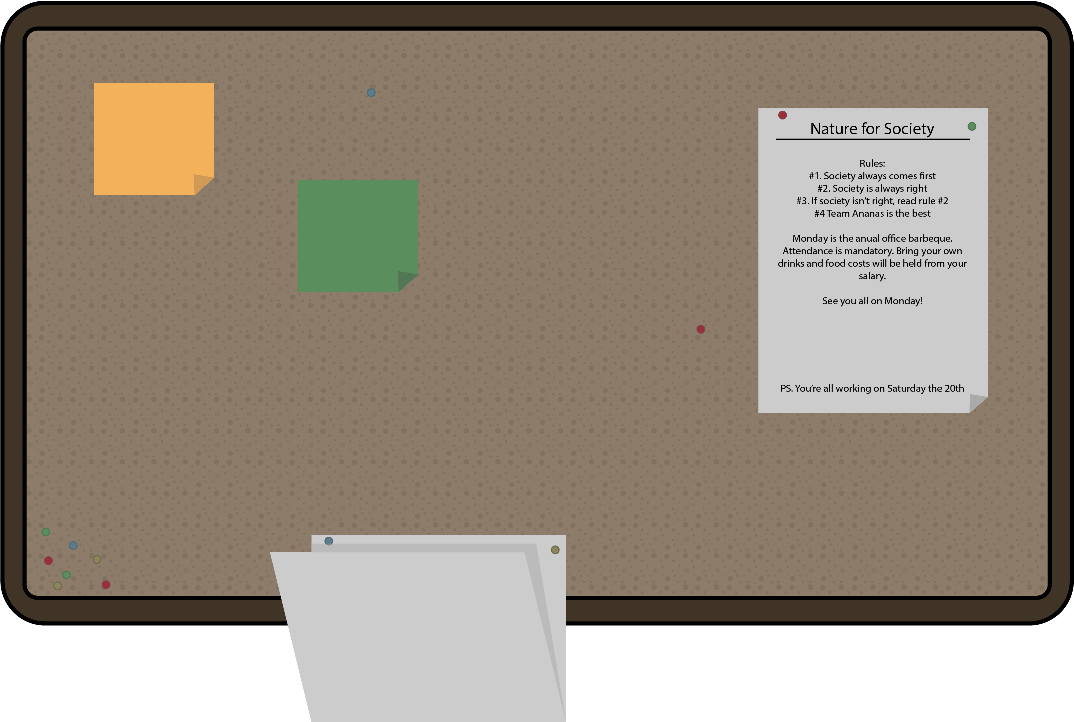 Nature for Society
Rules:
#1. Society always comes first
#2. Society is always right
#3. If society isn't right, read rule #2
#4 Team Ananas is the best
Monday is the anual office barbeque.
Attendance is mandatory. Bring your own
drinks and food costs will be held from your
salary.
See you all on Monday!
PS. You're all working on Saturday the 20th